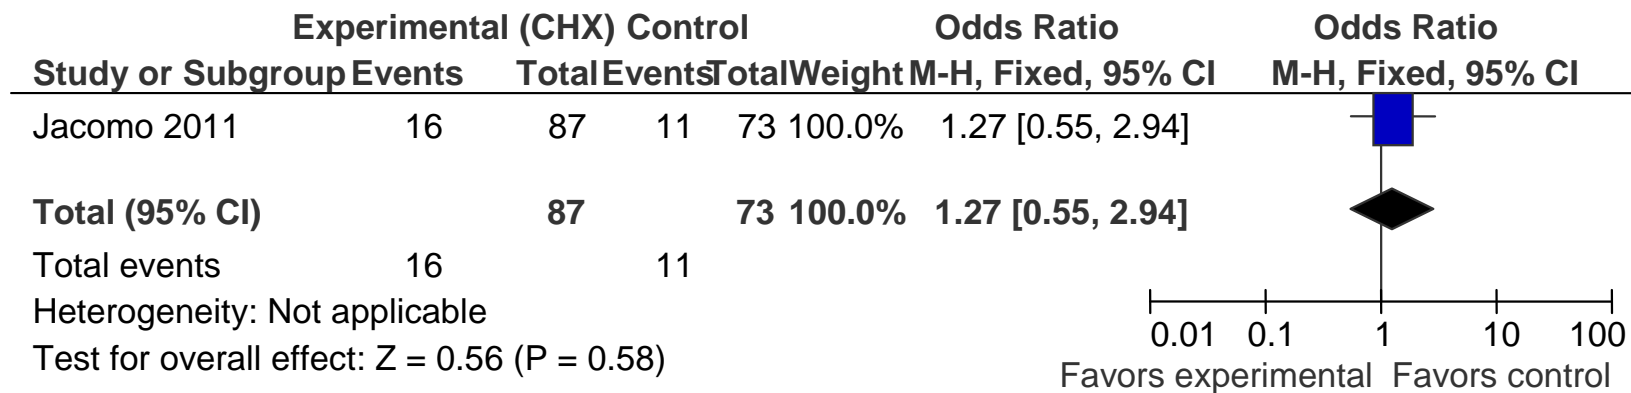 Experimental (CHX) Control Odds Ratio Odds Ratio
Study or Subgroup Events Total Events Total Weight M-H, Fixed, 95% CI M-H, Fixed, 95% CI
Jacomo 2011 16 87 11 73 100.0% 1.27 [0.55, 2.94]
Total (95% CI) 87 73 100.0% 1.27 [0.55, 2.94]
Total events 16 11
Heterogeneity: Not applicable
Test for overall effect: Z = 0.56 (P = 0.58)
0.01 0.1 1 10 100
Favors experimental Favors control